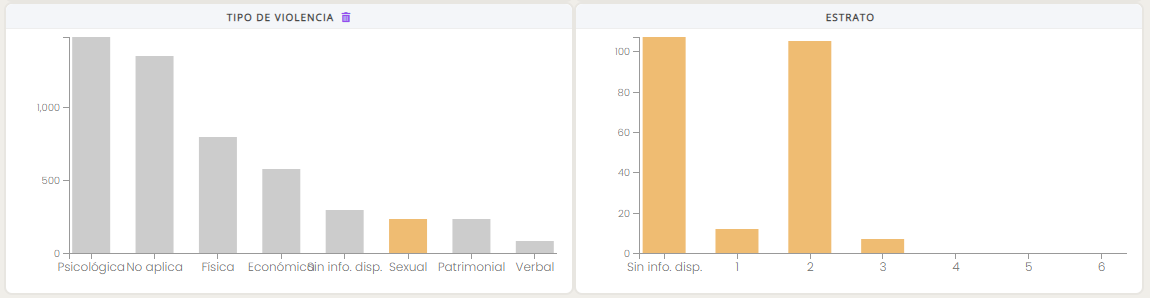 TIPO DE VIOLENCIA
1,000
500
0
Psicológica No aplica Física Económica Sin info. disp. Sexual Patrimonial Verbal
ESTRATO
100
80
60
40
20
0
Sin info. disp. 1 2 3 4 5 6